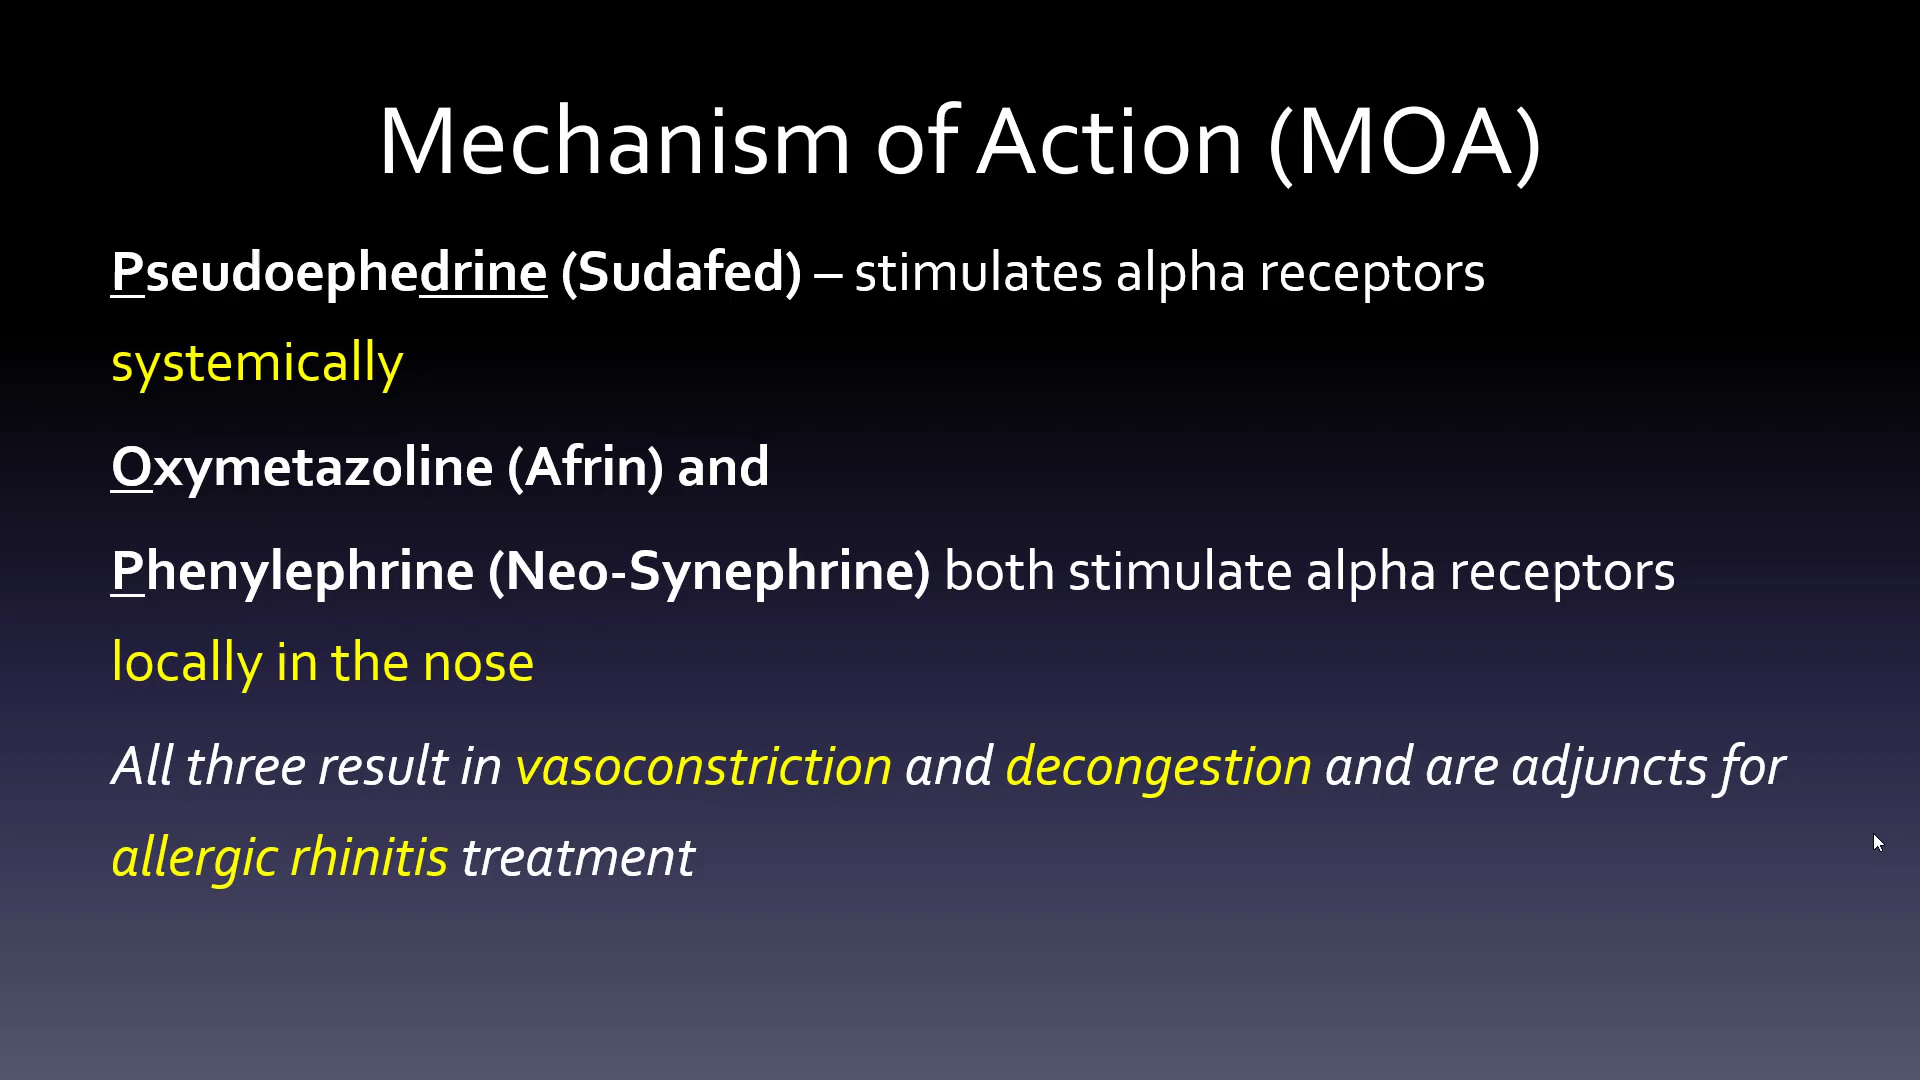 Mechanism of Action (MOA)
Pseudoephedrine (Sudafed) – stimulates alpha receptors
systemically
Oxymetazoline (Afrin) and
Phenylephrine (Neo-Synephrine) both stimulate alpha receptors
locally in the nose
All three result in vasoconstriction and decongestion and are adjuncts for
allergic rhinitis treatment